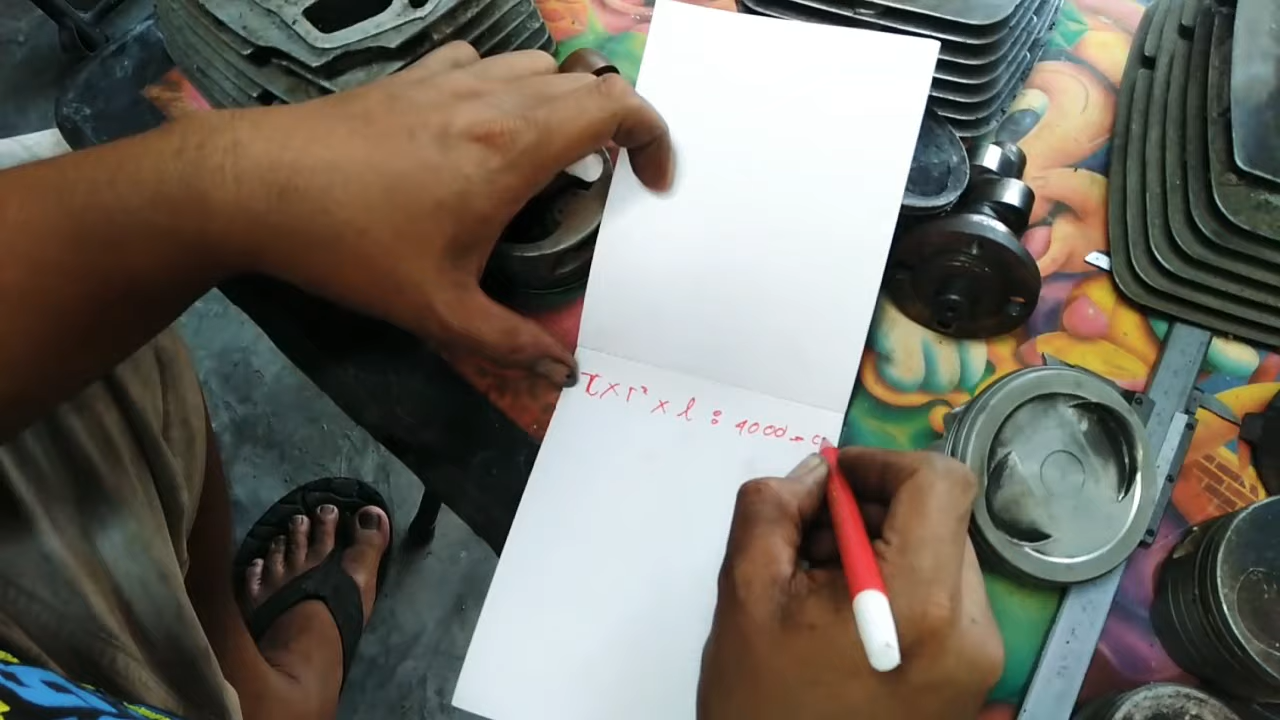 π x r² x l : 4000 = c